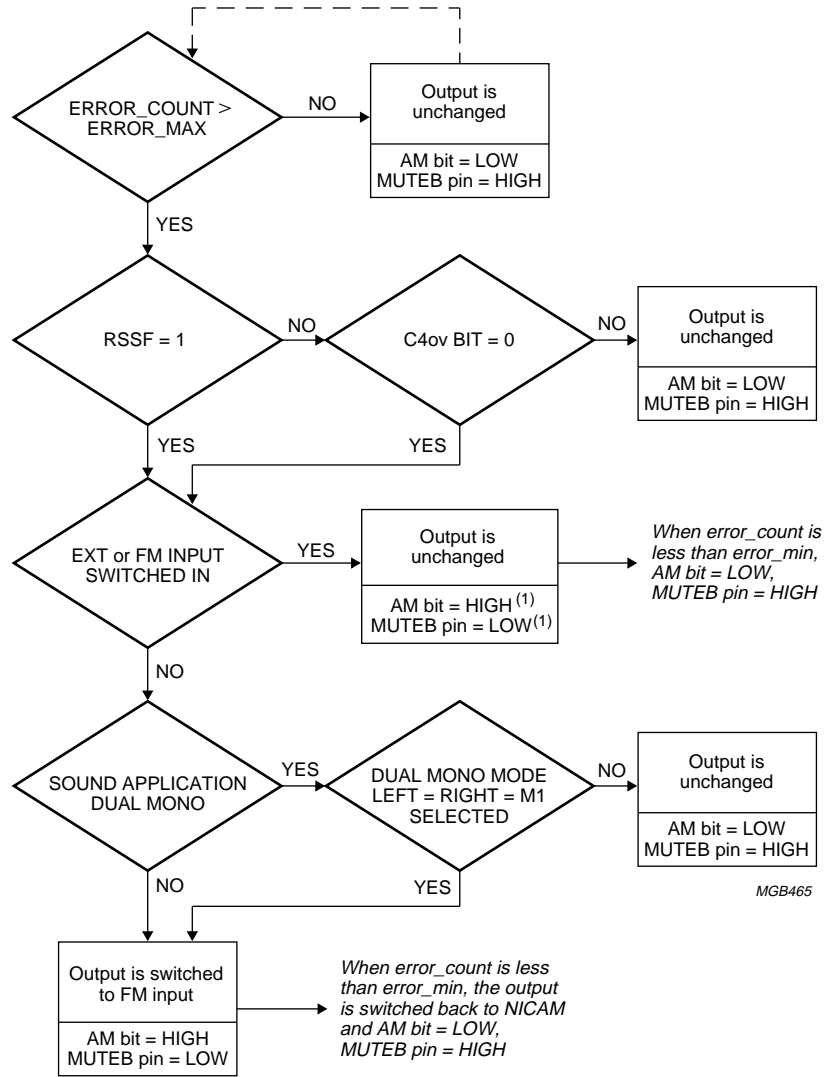 ERROR_COUNT >
ERROR_MAX
NO
Output is
unchanged
AM bit = LOW
MUTEB pin = HIGH
YES
RSSF = 1
NO
C4ov BIT = 0
NO
Output is
unchanged
AM bit = LOW
MUTEB pin = HIGH
YES
YES
EXT or FM INPUT
SWITCHED IN
YES
Output is
unchanged
AM bit = HIGH (1)
MUTEB pin = LOW(1)
When error_count is
less than error_min,
AM bit = LOW,
MUTEB pin = HIGH
NO
SOUND APPLICATION
DUAL MONO
YES
DUAL MONO MODE
LEFT = RIGHT = M1
SELECTED
NO
Output is
unchanged
AM bit = LOW
MUTEB pin = HIGH
NO
YES
MGB465
Output is switched
to FM input
AM bit = HIGH
MUTEB pin = LOW
When error_count is less
than error_min, the output
is switched back to NICAM
and AM bit = LOW,
MUTEB pin = HIGH